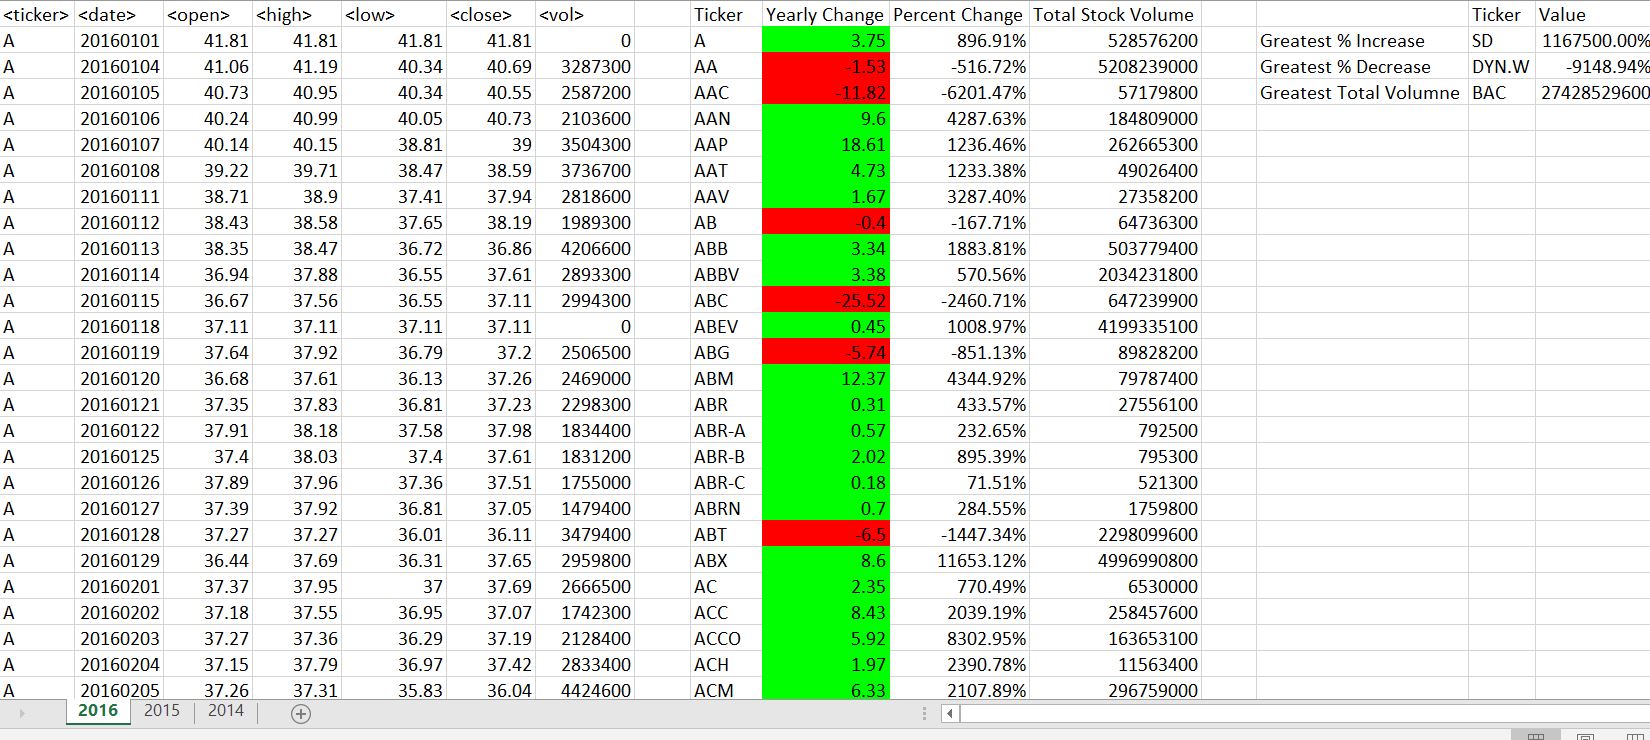 <ticker> <date> <open> <high> <low> <close> <vol> Ticker Yearly Change Percent Change Total Stock Volume Ticker Value
A 20160101 41.81 41.81 41.81 41.81 0 A 3.75 896.91% 528576200 Greatest % Increase SD 1167500.00%
A 20160104 41.06 41.19 40.34 40.69 3287300 AA -1.53 -516.72% 5208239000 Greatest % Decrease DYN.W -9148.94%
A 20160105 40.73 40.95 40.34 40.55 2587200 AAC -11.82 -6201.47% 57179800 Greatest Total Volumne BAC 27428529600
A 20160106 40.24 40.99 40.05 40.73 2103600 AAN 9.6 4287.63% 184809000
A 20160107 40.14 40.15 38.81 39 3504300 AAP 18.61 1236.46% 262665300
A 20160108 39.22 39.71 38.47 38.59 3736700 AAT 4.73 1233.38% 49026400
A 20160111 38.71 38.9 37.41 37.94 2818600 AAV 1.67 3287.40% 27358200
A 20160112 38.43 38.58 37.65 38.19 1989300 AB -0.4 -167.71% 64736300
A 20160113 38.35 38.47 36.72 36.86 4206600 ABB 3.34 1883.81% 503779400
A 20160114 36.94 37.88 36.55 37.61 2893300 ABBV 3.38 570.56% 2034231800
A 20160115 36.67 37.56 36.55 37.11 2994300 ABC -25.52 -2460.71% 647239900
A 20160118 37.11 37.11 37.11 37.11 0 ABEV 0.45 1008.97% 4199335100
A 20160119 37.64 37.92 36.79 37.2 2506500 ABG -5.74 -851.13% 89828200
A 20160120 36.68 37.61 36.13 37.26 2469000 ABM 12.37 4344.92% 79787400
A 20160121 37.35 37.83 36.81 37.23 2298300 ABR 0.31 433.57% 27556100
A 20160122 37.91 38.18 37.58 37.98 1834400 ABR-A 0.57 232.65% 792500
A 20160125 37.4 38.03 37.4 37.61 1831200 ABR-B 2.02 895.39% 795300
A 20160126 37.89 37.96 37.36 37.51 1755000 ABR-C 0.18 71.51% 521300
A 20160127 37.39 37.92 36.81 37.05 1479400 ABRN 0.7 284.55% 1759800
A 20160128 37.27 37.27 36.01 36.11 3479400 ABT -6.5 -1447.34% 2298099600
A 20160129 36.44 37.69 36.31 37.65 2959800 ABX 8.6 11653.12% 4996990800
A 20160201 37.37 37.95 37 37.69 2666500 AC 2.35 770.49% 6530000
A 20160202 37.18 37.55 36.95 37.07 1742300 ACC 8.43 2039.19% 258457600
A 20160203 37.27 37.36 36.29 37.19 2128400 ACCO 5.92 8302.95% 163653100
A 20160204 37.15 37.79 36.97 37.42 2833400 ACH 1.97 2390.78% 11563400
A 20160205 37.26 37.31 35.83 36.04 4424600 ACM 6.33 2107.89% 296759000
2016 2015 2014